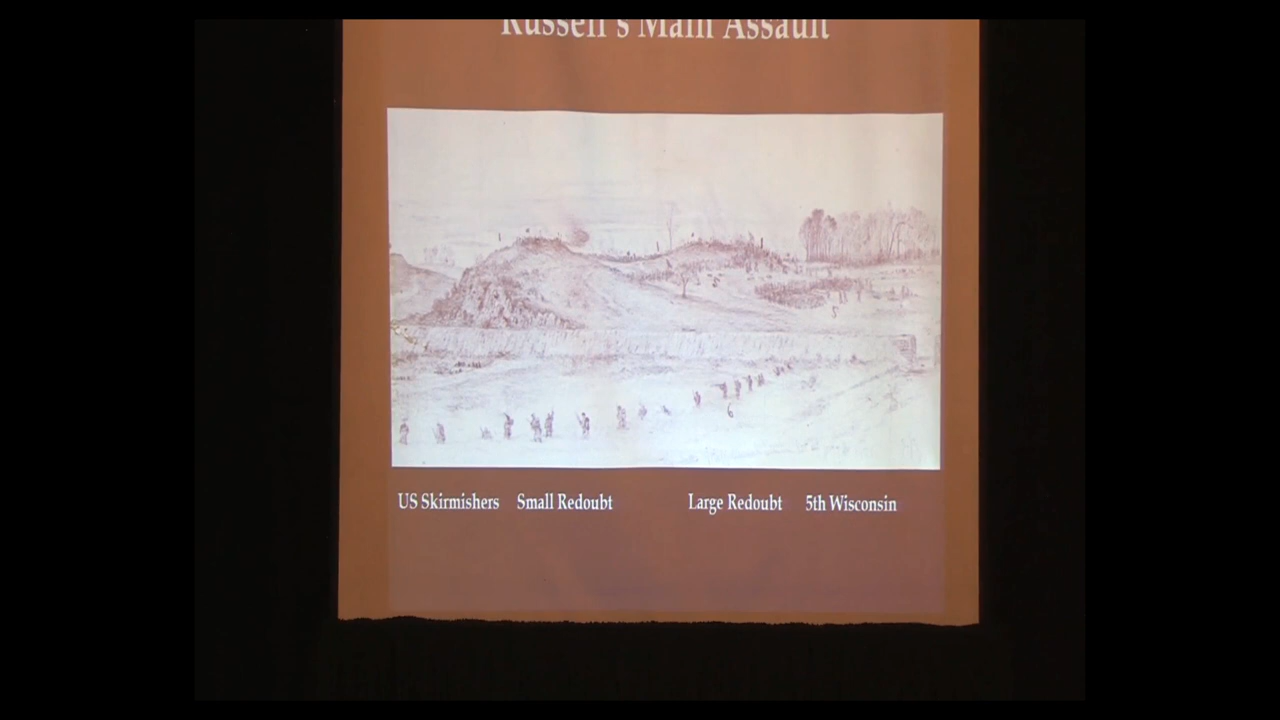 Russell's Main Assault
US Skirmishers Small Redoubt Large Redoubt 5th Wisconsin